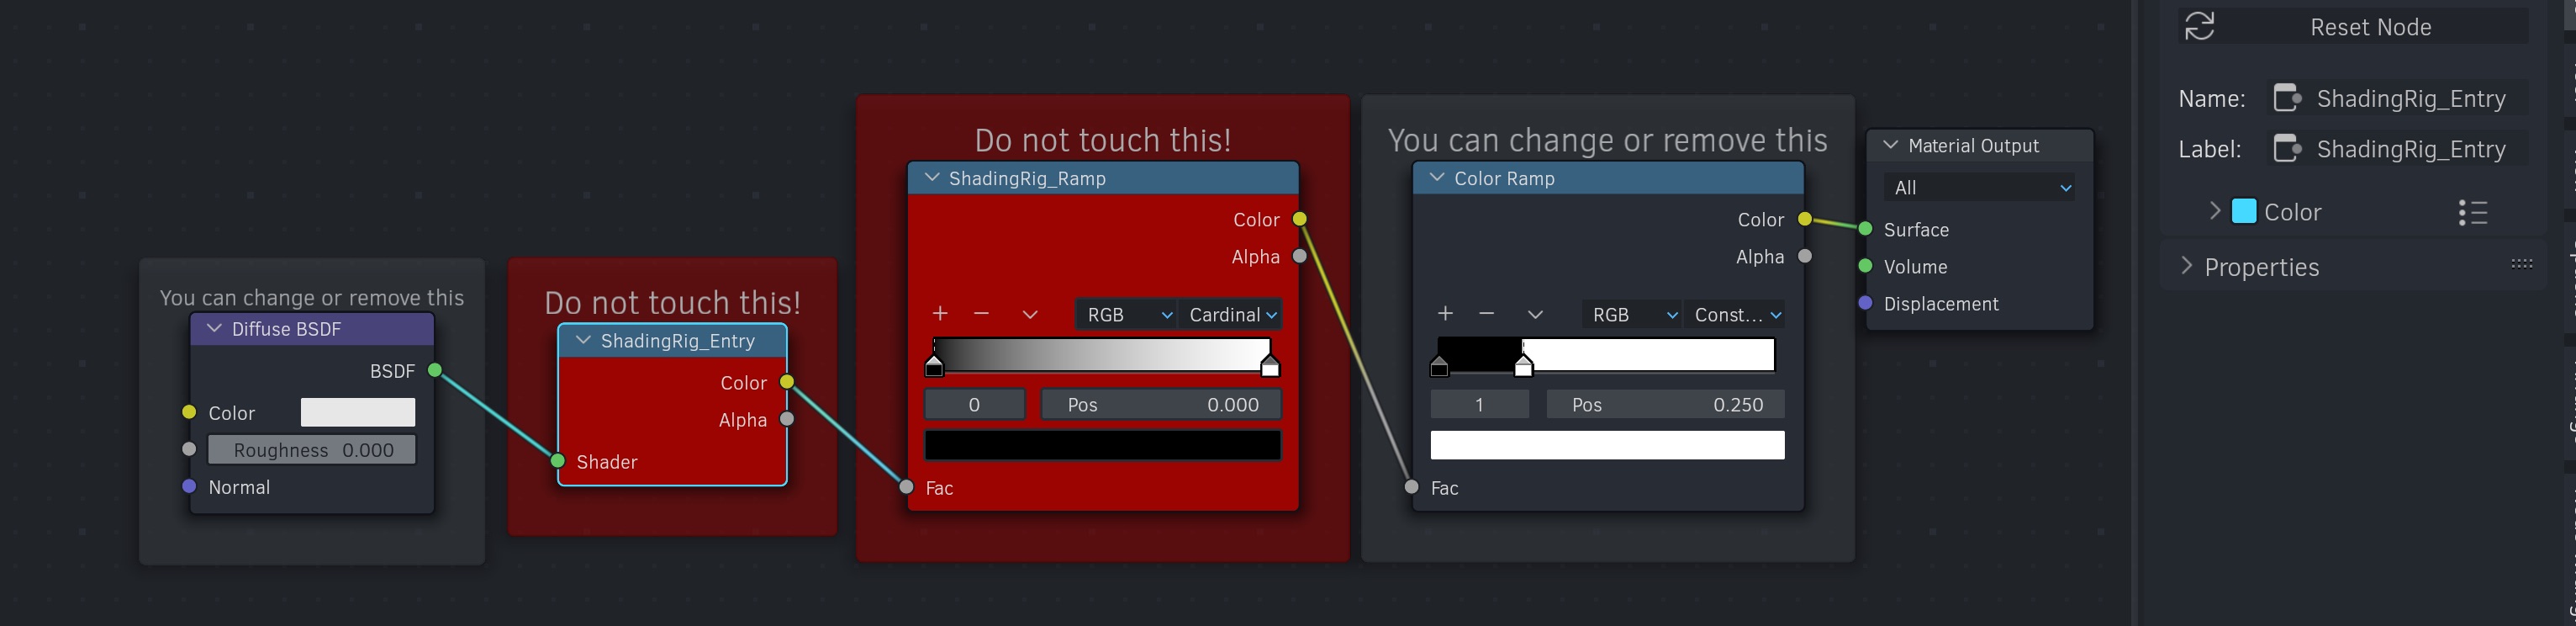 You can change or remove this
Diffuse BSDF
BSDF
Color
Roughness 0.000
Normal
Do not touch this!
ShadingRig_Entry
Color
Alpha
Shader
Do not touch this!
ShadingRig_Ramp
Color
Alpha
RGB Cardinal
0 Pos 0.000
Fac
You can change or remove this
Color Ramp
Color
Alpha
RGB Const...
1 Pos 0.250
Fac
Material Output
All
Surface
Volume
Displacement
Reset Node
Name: ShadingRig_Entry
Label: ShadingRig_Entry
Color
Properties